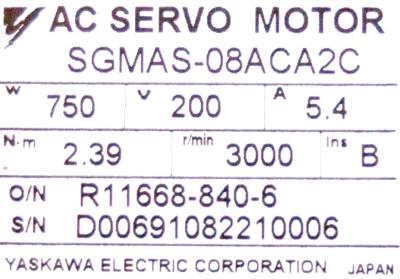 AC SERVO MOTOR
SGMAS-08ACA2C
W 750 V 200 A 5.4
N·m 2.39 r/min 3000 Ins B
O/N R11668-840-6
S/N D00691082210006
YASKAWA ELECTRIC CORPORATION JAPAN